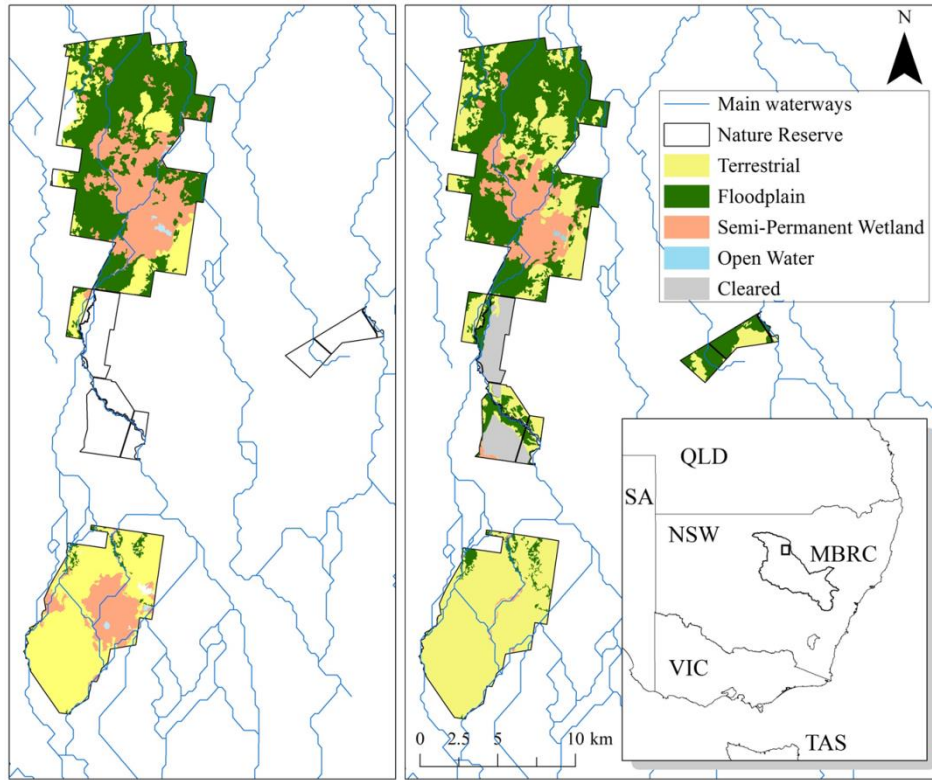 N
Main waterways
Nature Reserve
Terrestrial
Floodplain
Semi-Permanent Wetland
Open Water
Cleared
QLD
SA
NSW
MBRC
VIC
TAS
0 2.5 5 10 km